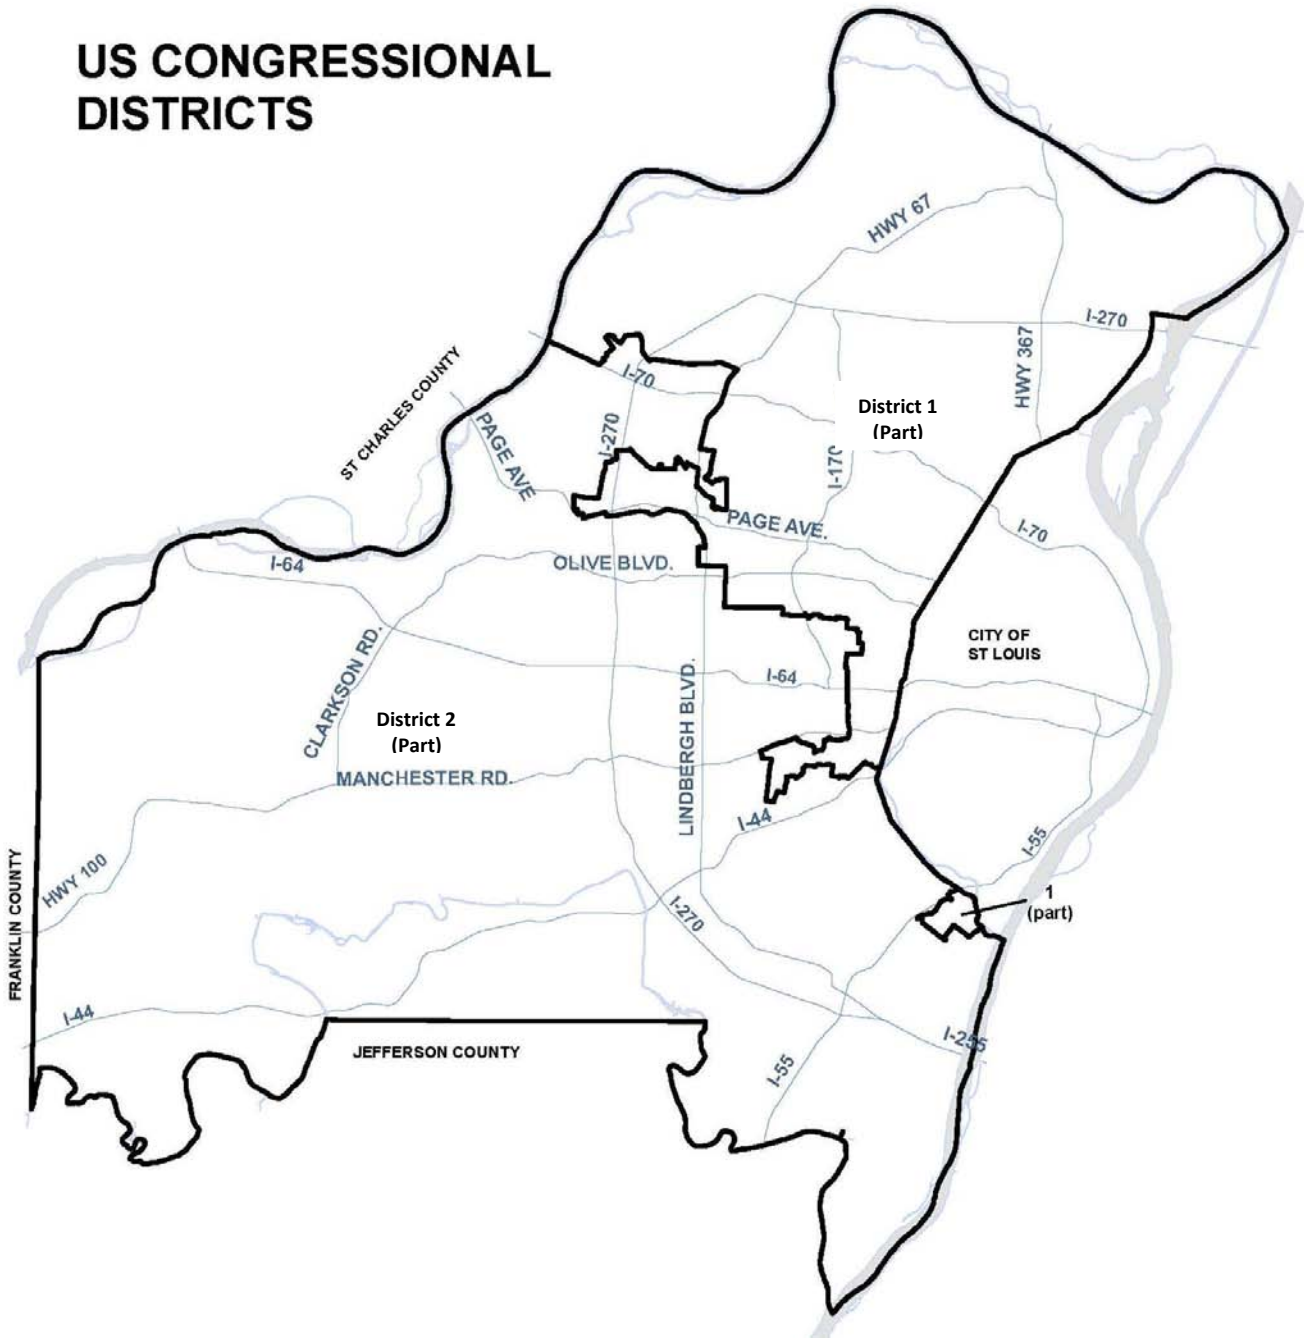 US CONGRESSIONAL
DISTRICTS
HWY 67
I-270
HWY 367
ST CHARLES COUNTY
I-70
District 1
(Part)
I-270
PAGE AVE
I-170
PAGE AVE.
I-70
I-64
OLIVE BLVD.
CITY OF
ST LOUIS
CLARKSON RD.
I-64
LINDBERGH BLVD.
District 2
(Part)
MANCHESTER RD.
I-44
I-55
HWY 100
FRANKLIN COUNTY
1
(part)
I-270
I-44
I-255
JEFFERSON COUNTY
I-55